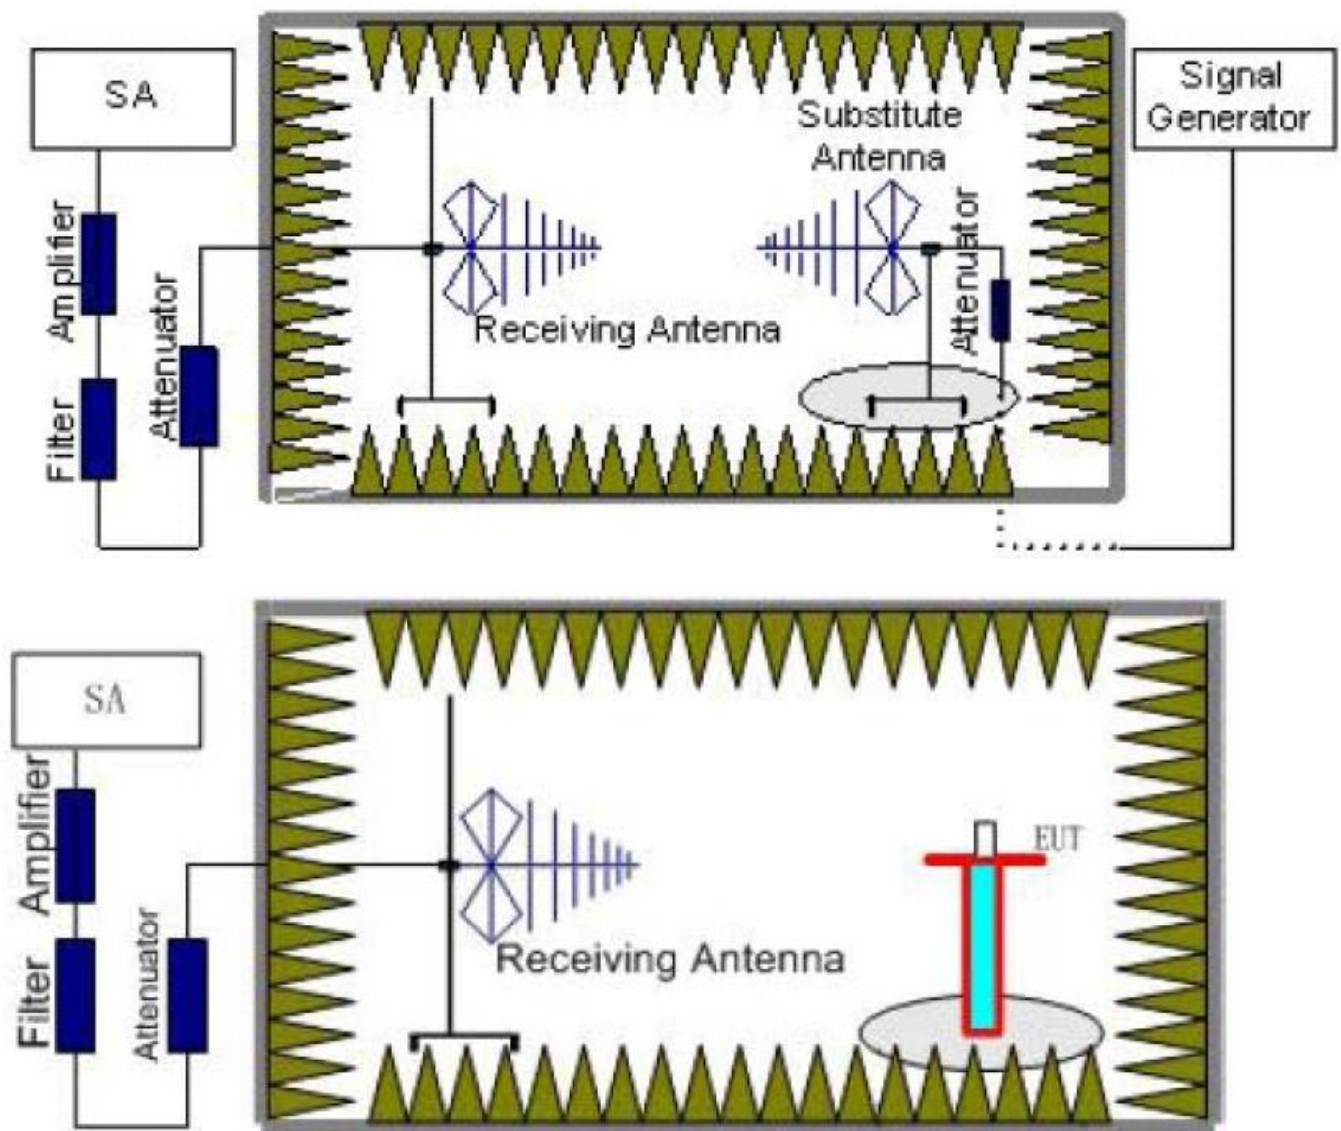 SA
Signal
Generator
Substitute
Antenna
Amplifier
Attenuator
Attenuator
Receiving Antenna
Filter
SA
Amplifier
EUT
Receiving Antenna
Filter
Attenuator